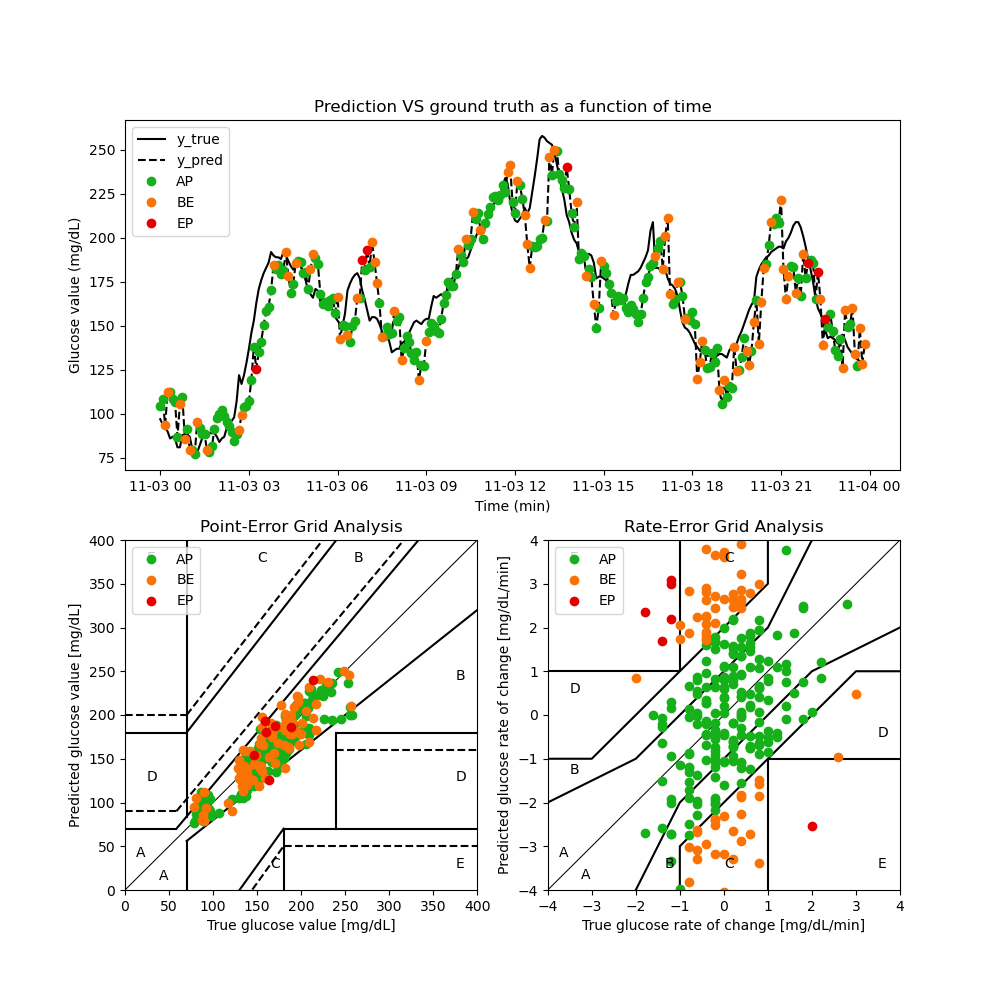 Prediction VS ground truth as a function of time
Glucose value (mg/dL)
250
225
200
175
150
125
100
75
y_true
y_pred
AP
BE
EP
11-03 00 11-03 03 11-03 06 11-03 09 11-03 12 11-03 15 11-03 18 11-03 21 11-04 00
Time (min)
Point-Error Grid Analysis
Predicted glucose value [mg/dL]
400
350
300
250
200
150
100
50
0
AP
BE
EP
C
B
B
D
D
A
A
C
E
0 50 100 150 200 250 300 350 400
True glucose value [mg/dL]
Rate-Error Grid Analysis
Predicted glucose rate of change [mg/dL/min]
4
3
2
1
0
−1
−2
−3
−4
AP
BE
EP
C
D
D
B
A
A
B
C
E
−4 −3 −2 −1 0 1 2 3 4
True glucose rate of change [mg/dL/min]